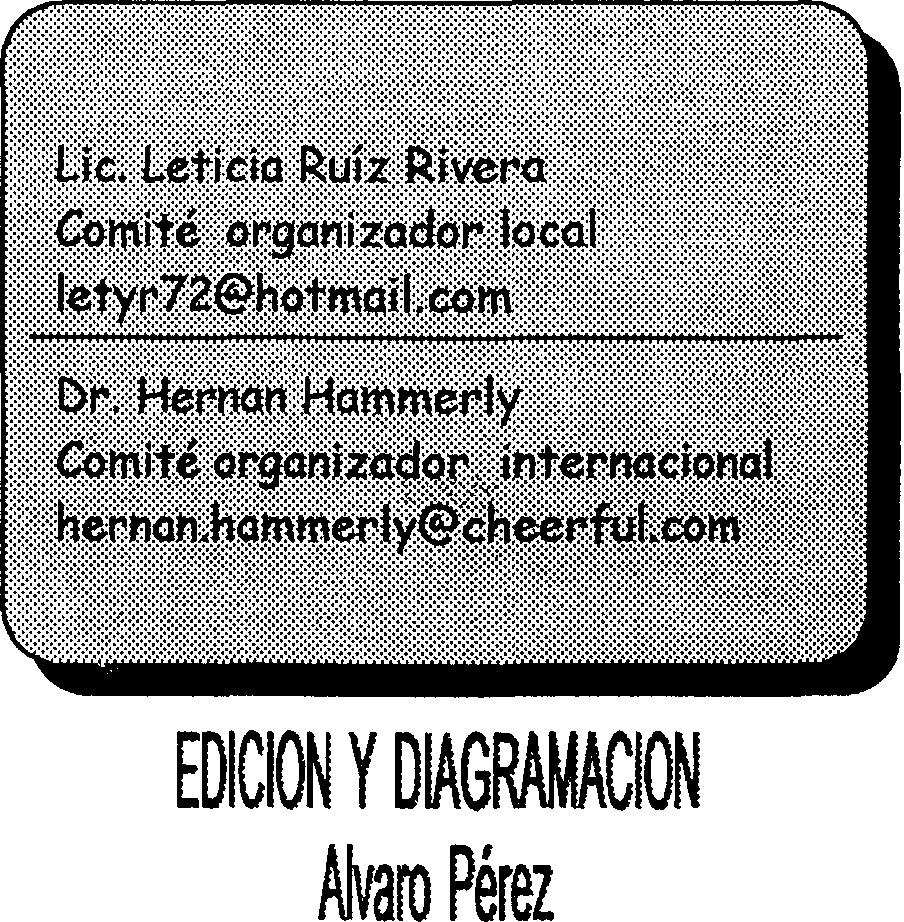 Lic. Leticia Ruíz Rivera
Comité organizador local
letyr72@hotmail.com
Dr. Hernan Hammerly
Comité organizador internacional
hernan.hammerly@cheerful.com
EDICION Y DIAGRAMACION
Alvaro Pérez